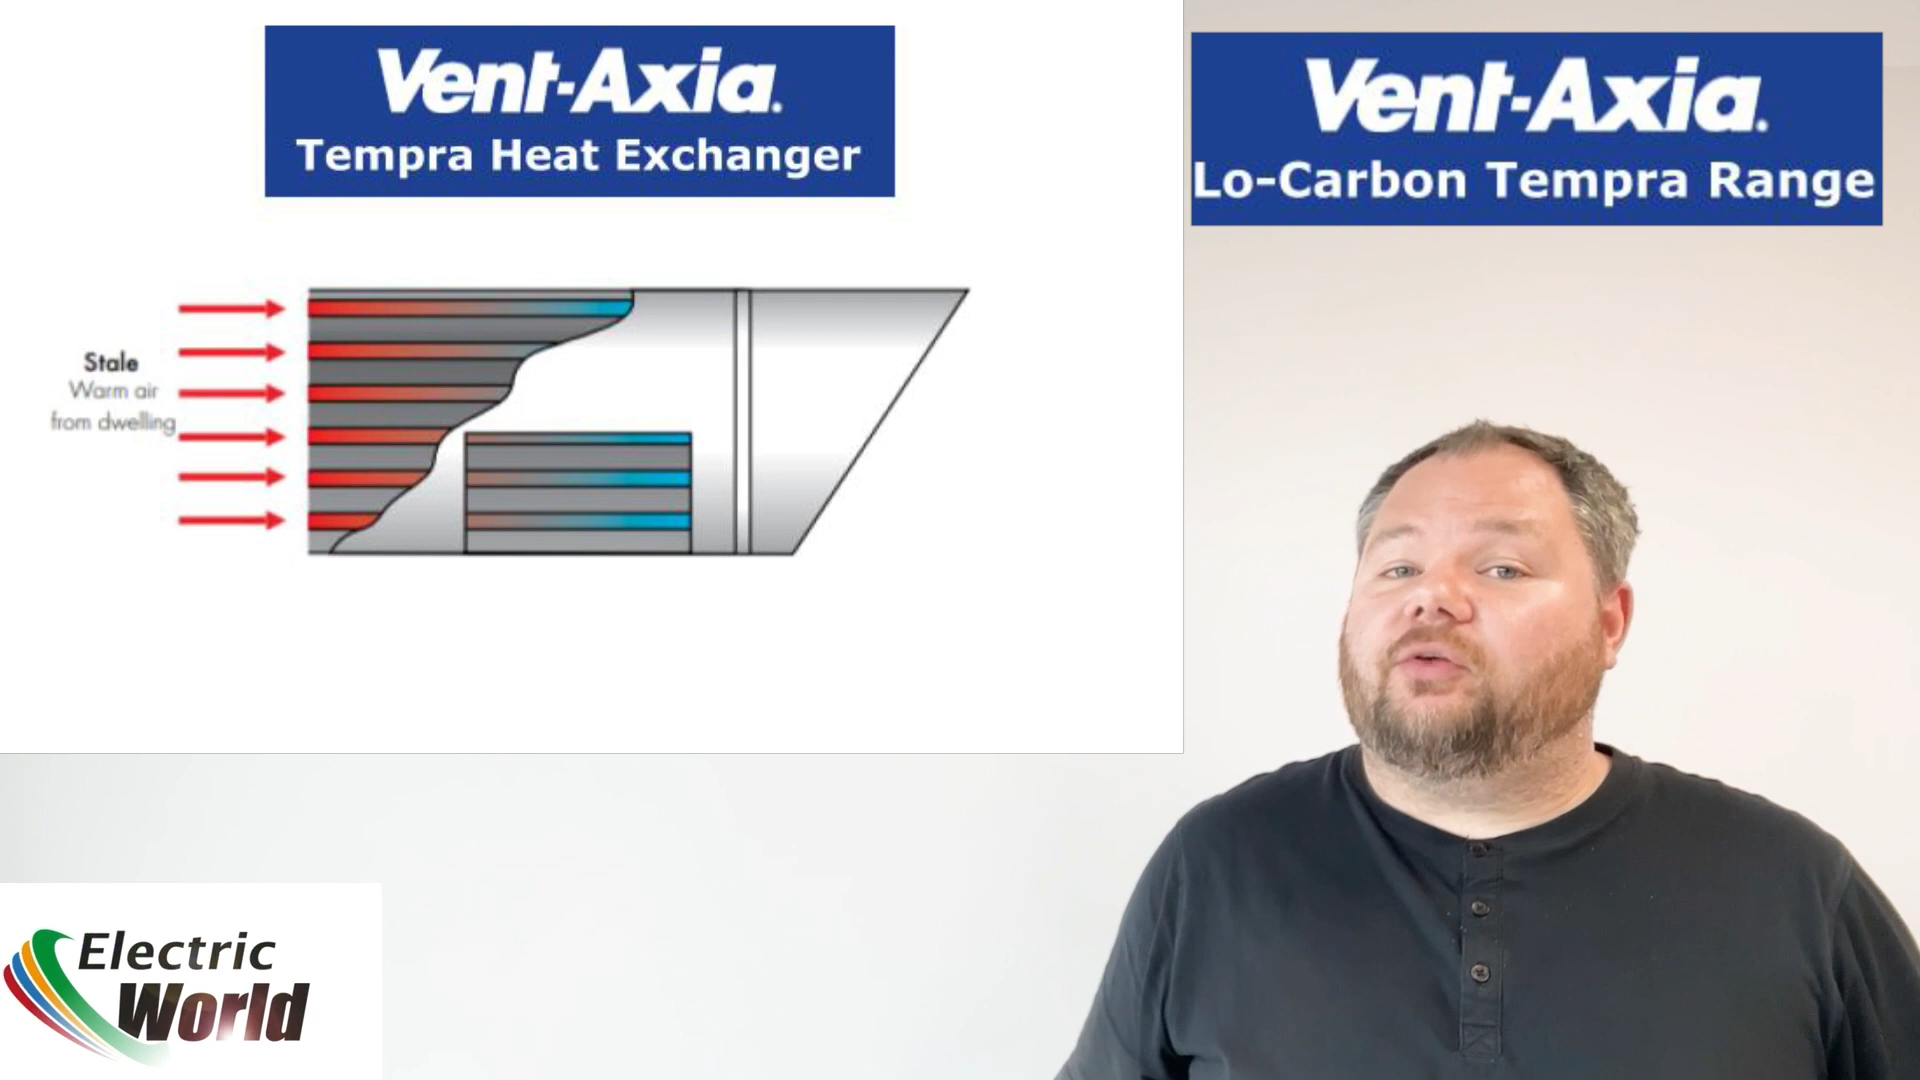 Vent-Axia.
Tempra Heat Exchanger
Vent-Axia.
Lo-Carbon Tempra Range
Stale
Warm air
from dwelling
Electric
World